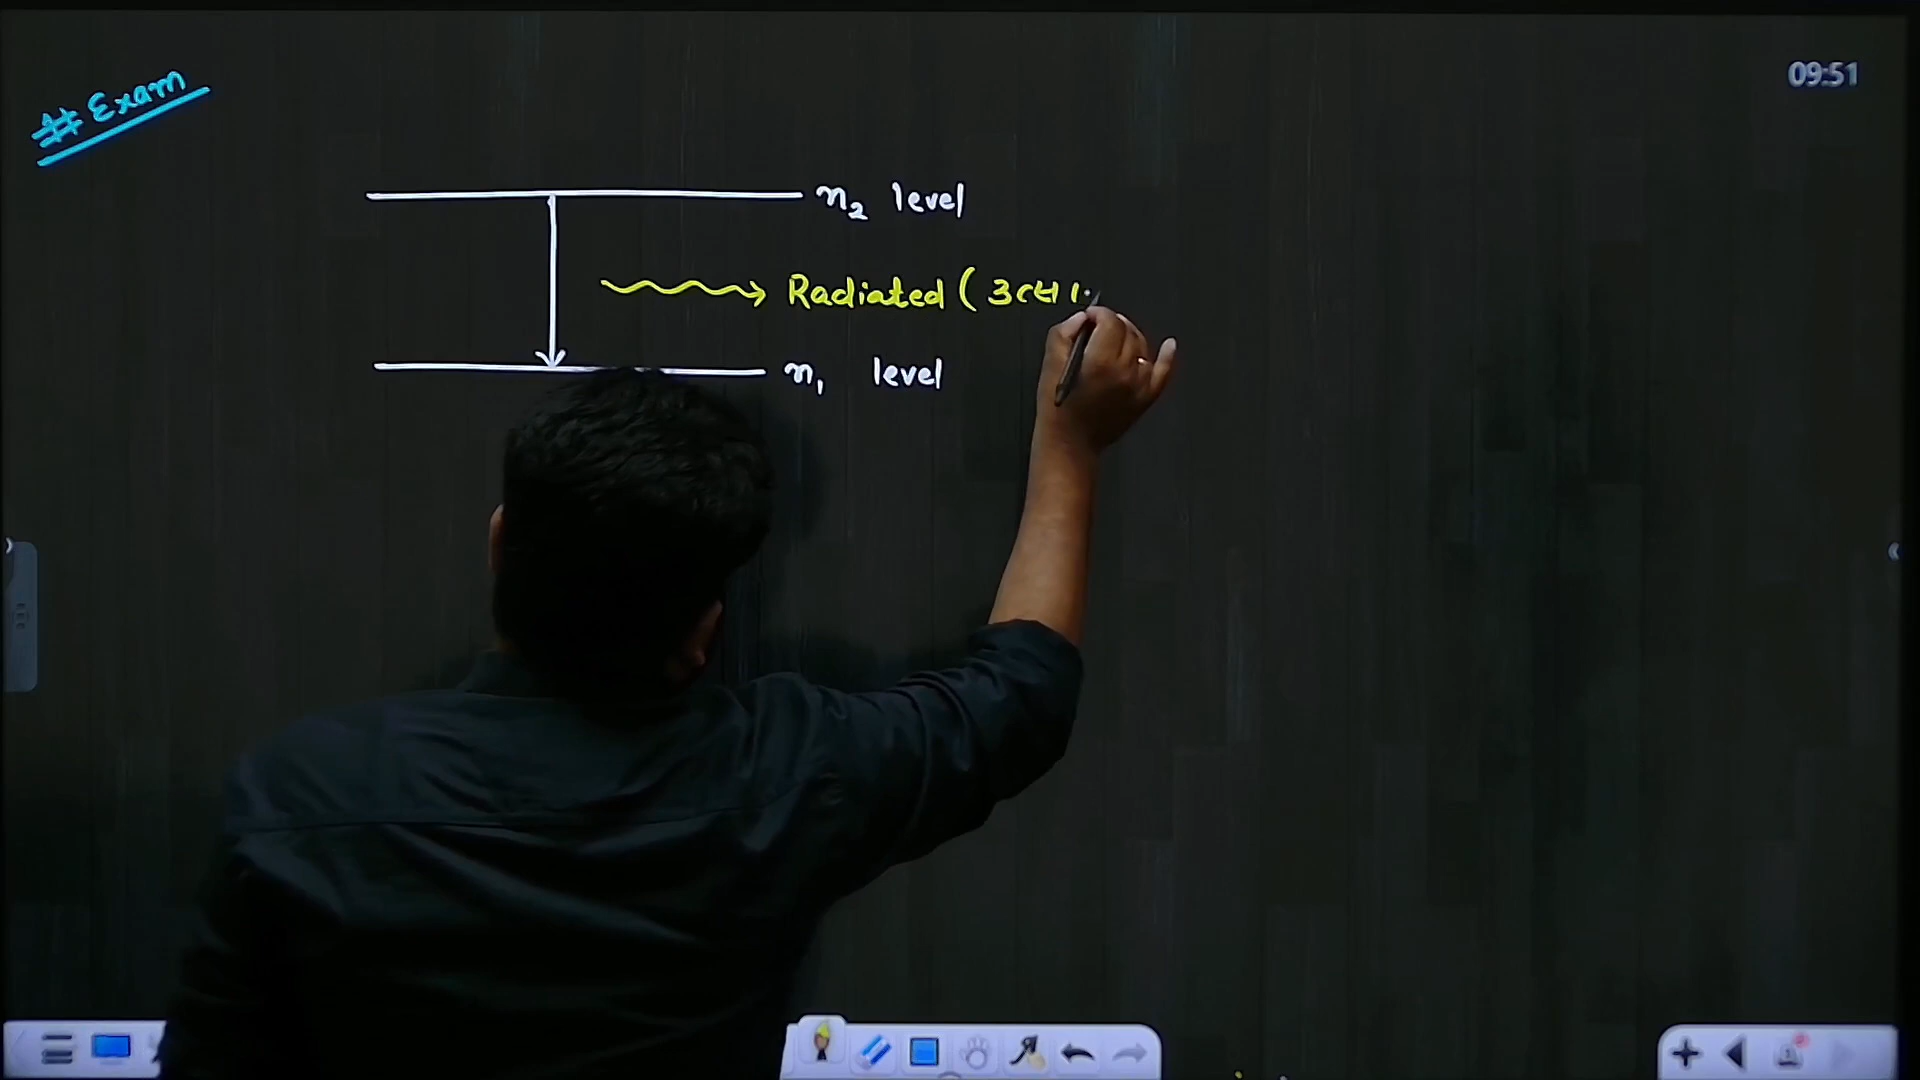 09:51
# Exam
n₂ level
Radiated (
n₁ level